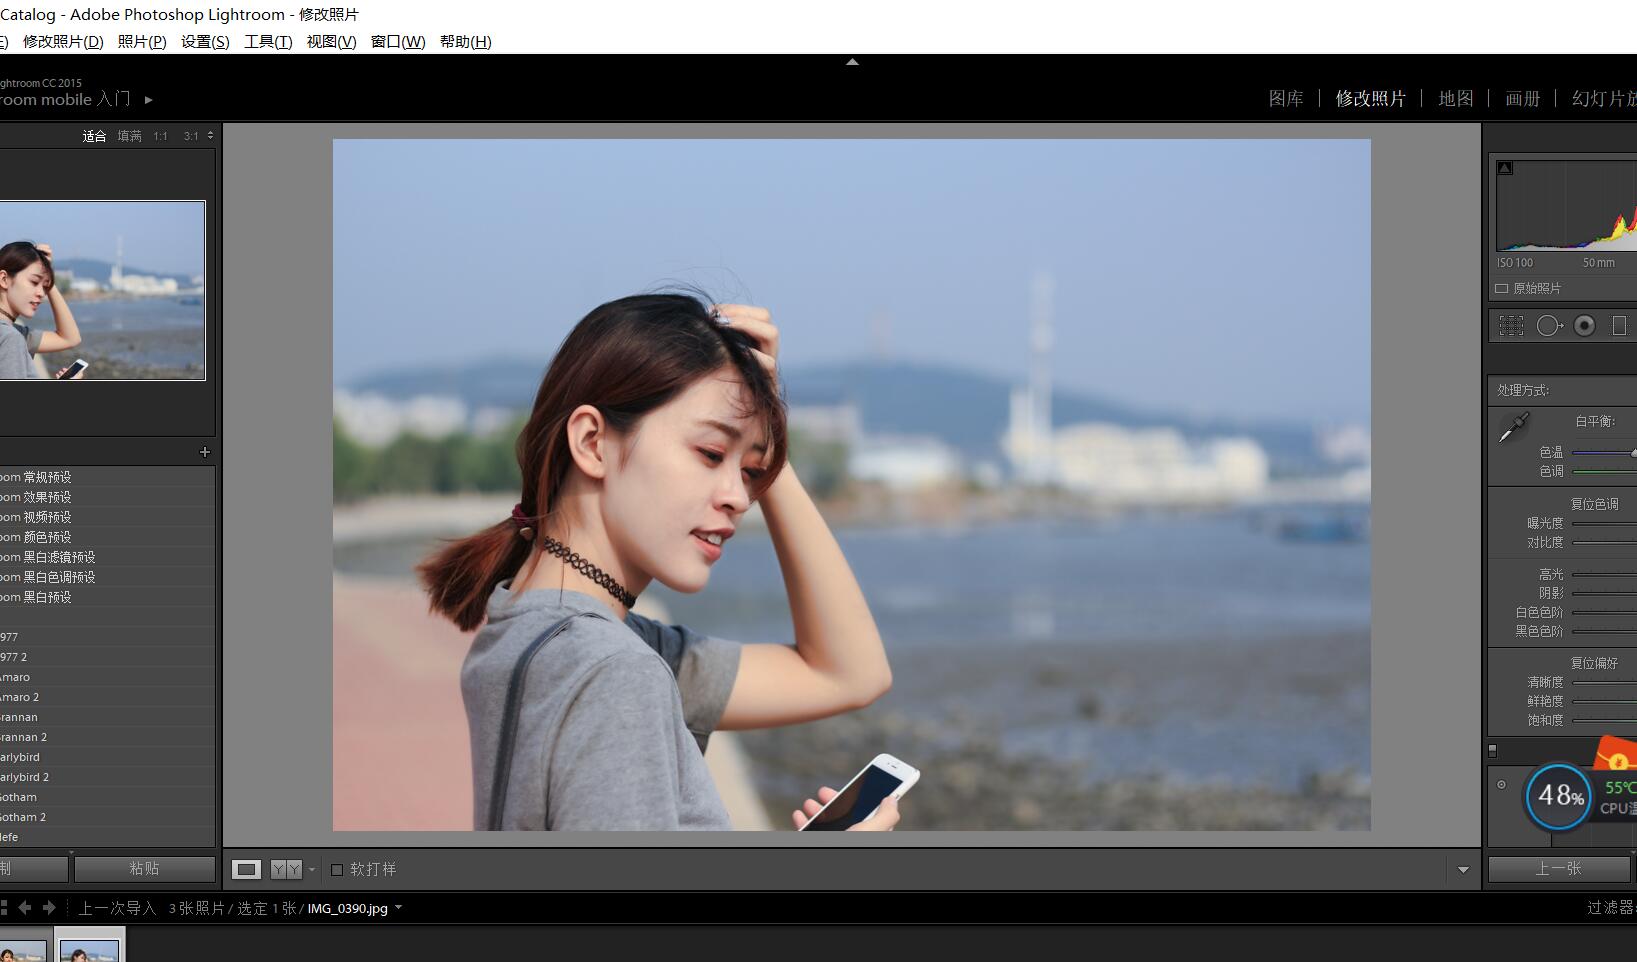 Catalog - Adobe Photoshop Lightroom - 修改照片
修改照片(D) 照片(P) 设置(S) 工具(T) 视图(V) 窗口(W) 帮助(H)
ghtroom CC 2015
room mobile 入门
图库 修改照片 地图 画册 幻灯片放
适合 填满 1:1 3:1
ISO 100 50 mm
原始照片
处理方式:
白平衡:
色温
色调
复位色调
曝光度
对比度
高光
阴影
白色色阶
黑色色阶
复位偏好
清晰度
鲜艳度
饱和度
oom 常规预设
oom 效果预设
oom 视频预设
oom 颜色预设
oom 黑白滤镜预设
oom 黑白色调预设
oom 黑白预设
977
977 2
Amaro
Amaro 2
rannan
rannan 2
arlybird
arlybird 2
Gotham
Gotham 2
Hefe
48%
55°C
CPU温
制 粘贴
YY 软打样
上一张
上一次导入 3 张照片/ 选定 1 张/ IMG_0390.jpg
过滤器: